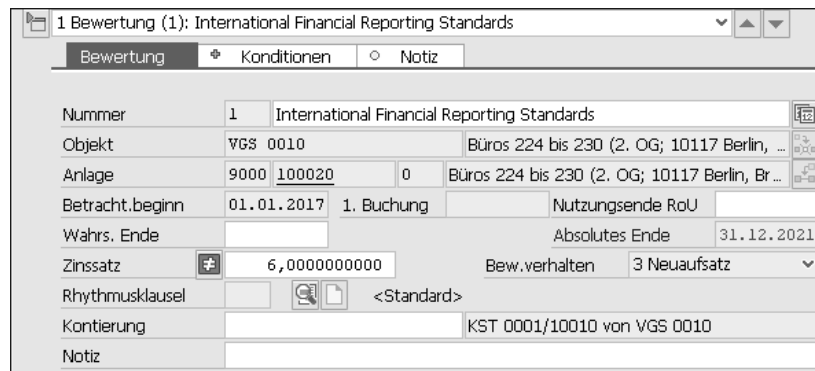 1 Bewertung (1): International Financial Reporting Standards
Bewertung Konditionen Notiz
Nummer 1 International Financial Reporting Standards
Objekt VGS 0010 Büros 224 bis 230 (2. OG; 10117 Berlin, ...
Anlage 9000 100020 0 Büros 224 bis 230 (2. OG; 10117 Berlin, Br...
Betracht.beginn 01.01.2017 1. Buchung Nutzungsende RoU
Wahrs. Ende Absolutes Ende 31.12.2021
Zinssatz 6,0000000000 Bew.verhalten 3 Neuaufsatz
Rhythmusklausel <Standard>
Kontierung KST 0001/10010 von VGS 0010
Notiz